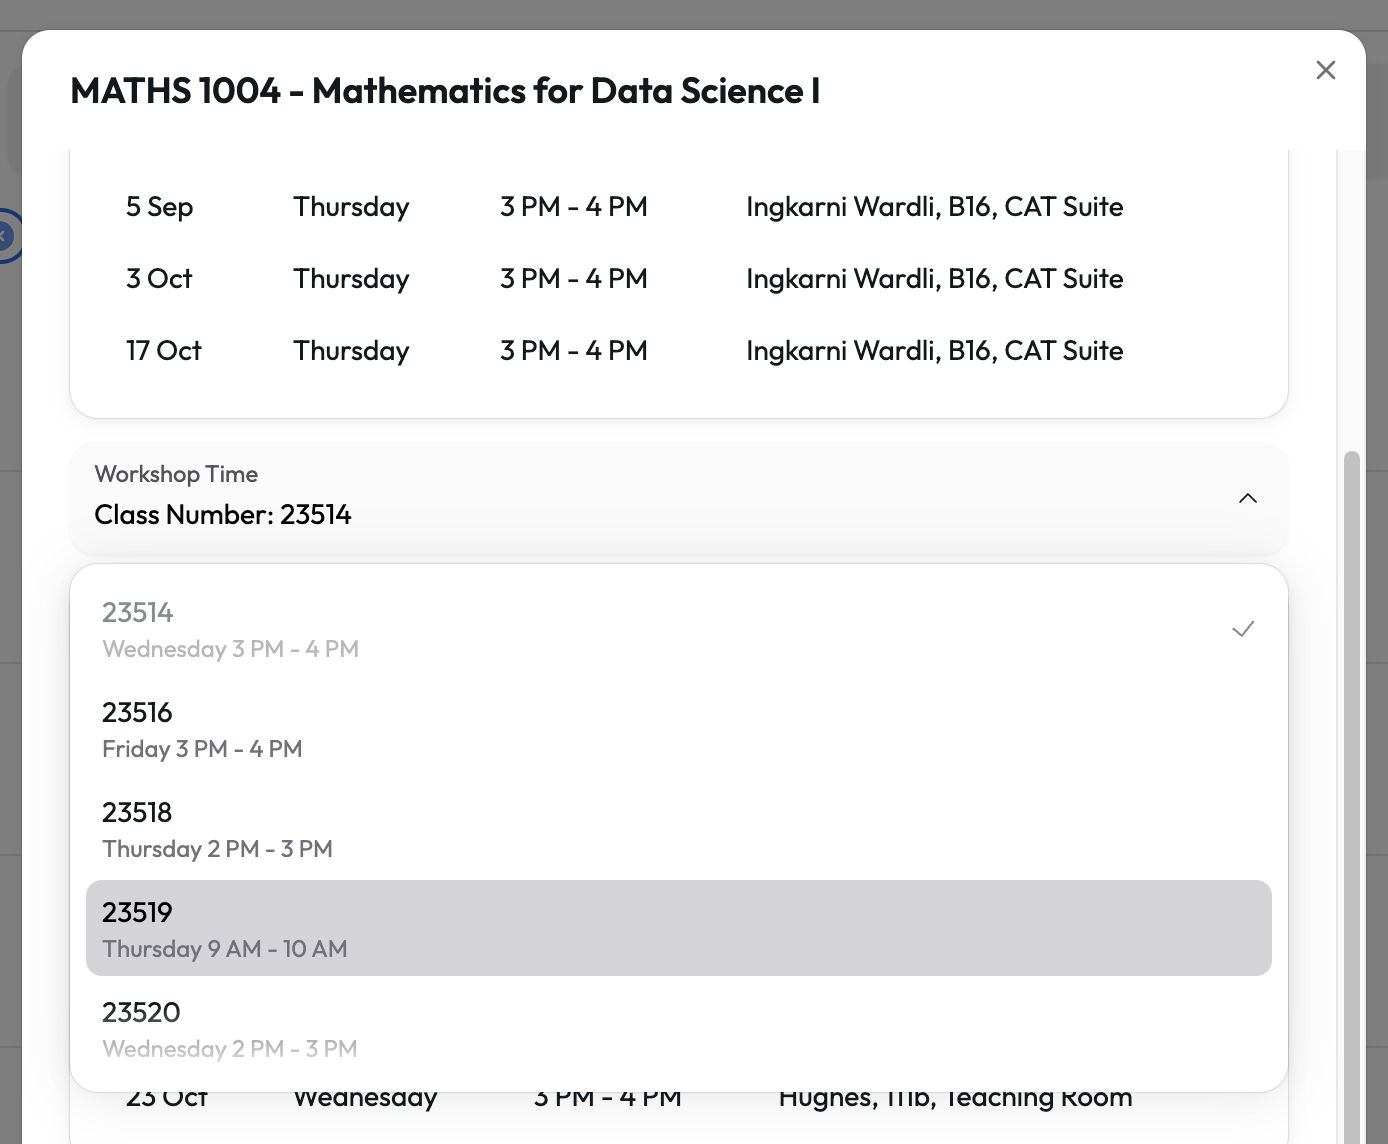 MATHS 1004 - Mathematics for Data Science I
5 Sep Thursday 3 PM - 4 PM Ingkarni Wardli, B16, CAT Suite
3 Oct Thursday 3 PM - 4 PM Ingkarni Wardli, B16, CAT Suite
17 Oct Thursday 3 PM - 4 PM Ingkarni Wardli, B16, CAT Suite
Workshop Time
Class Number: 23514
23514
Wednesday 3 PM - 4 PM
23516
Friday 3 PM - 4 PM
23518
Thursday 2 PM - 3 PM
23519
Thursday 9 AM - 10 AM
23520
Wednesday 2 PM - 3 PM
23 Oct Wednesday 3 PM - 4 PM Hughes, 111b, Teaching Room